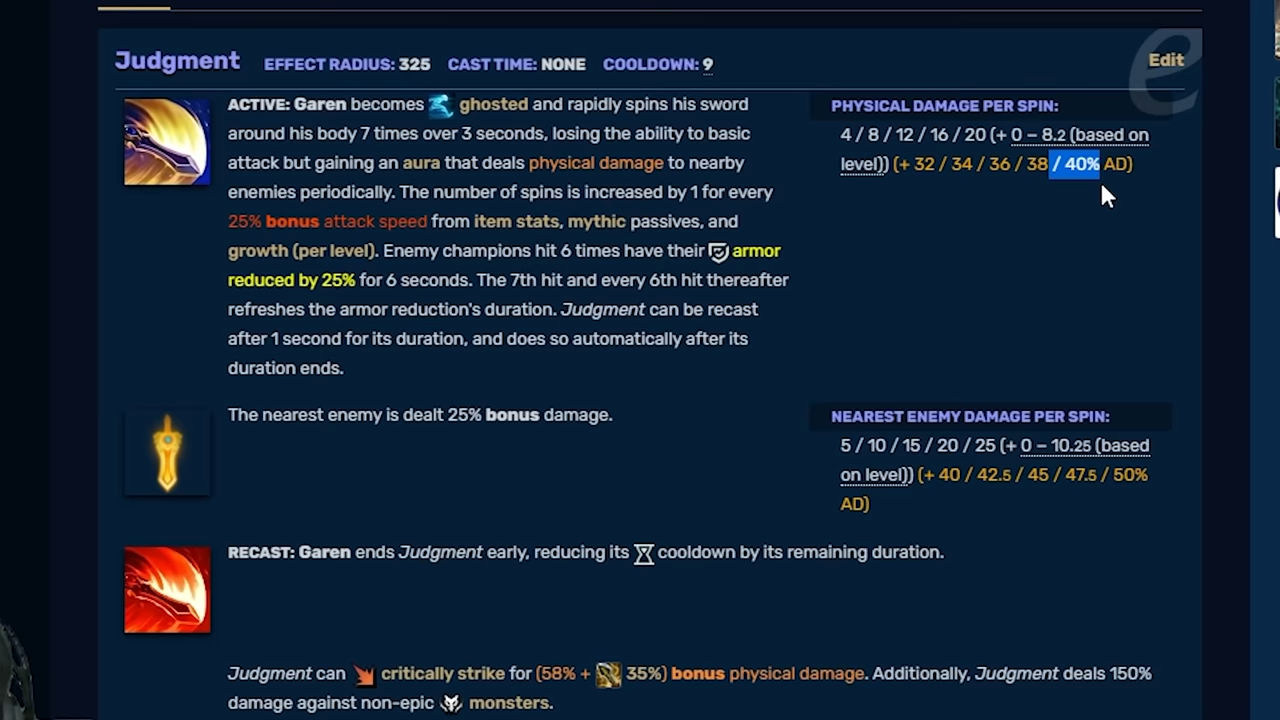 Judgment EFFECT RADIUS: 325 CAST TIME: NONE COOLDOWN: 9
Edit
ACTIVE: Garen becomes ghosted and rapidly spins his sword
around his body 7 times over 3 seconds, losing the ability to basic
attack but gaining an aura that deals physical damage to nearby
enemies periodically. The number of spins is increased by 1 for every
25% bonus attack speed from item stats, mythic passives, and
growth (per level). Enemy champions hit 6 times have their armor
reduced by 25% for 6 seconds. The 7th hit and every 6th hit thereafter
refreshes the armor reduction's duration. Judgment can be recast
after 1 second for its duration, and does so automatically after its
duration ends.
PHYSICAL DAMAGE PER SPIN:
4 / 8 / 12 / 16 / 20 (+ 0 – 8.2 (based on
level)) (+ 32 / 34 / 36 / 38 / 40% AD)
The nearest enemy is dealt 25% bonus damage.
NEAREST ENEMY DAMAGE PER SPIN:
5 / 10 / 15 / 20 / 25 (+ 0 – 10.25 (based
on level)) (+ 40 / 42.5 / 45 / 47.5 / 50%
AD)
RECAST: Garen ends Judgment early, reducing its cooldown by its remaining duration.
Judgment can critically strike for (58% + 35%) bonus physical damage. Additionally, Judgment deals 150%
damage against non-epic monsters.